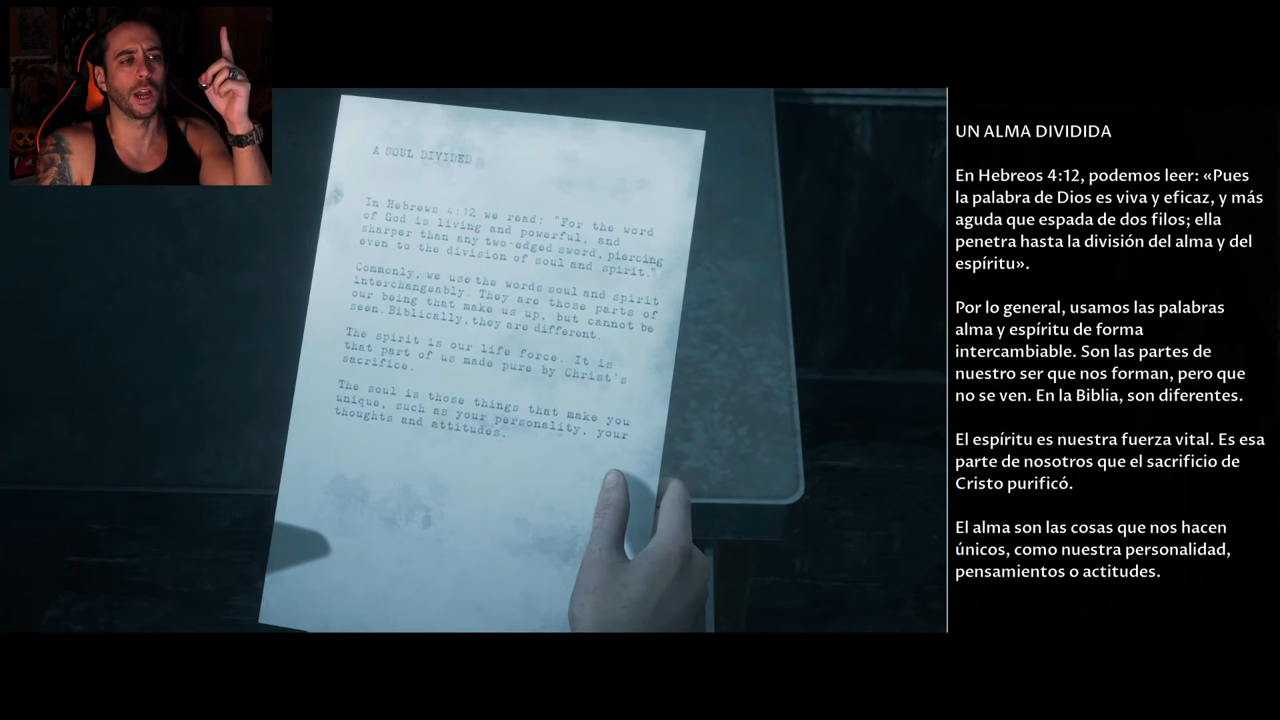 A SOUL DIVIDED
In Hebrews 4:12 we read: "For the word
of God is living and powerful, and
sharper than any two-edged sword, piercing
even to the division of soul and spirit."
Commonly, we use the words soul and spirit
interchangeably. They are those parts of
our being that make us up, but cannot be
seen. Biblically, they are different.
The spirit is our life force. It is
that part of us made pure by Christ's
sacrifice.
The soul is those things that make you
unique, such as your personality, your
thoughts and attitudes.
UN ALMA DIVIDIDA
En Hebreos 4:12, podemos leer: «Pues
la palabra de Dios es viva y eficaz, y más
aguda que espada de dos filos; ella
penetra hasta la división del alma y del
espíritu».
Por lo general, usamos las palabras
alma y espíritu de forma
intercambiable. Son las partes de
nuestro ser que nos forman, pero que
no se ven. En la Biblia, son diferentes.
El espíritu es nuestra fuerza vital. Es esa
parte de nosotros que el sacrificio de
Cristo purificó.
El alma son las cosas que nos hacen
únicos, como nuestra personalidad,
pensamientos o actitudes.